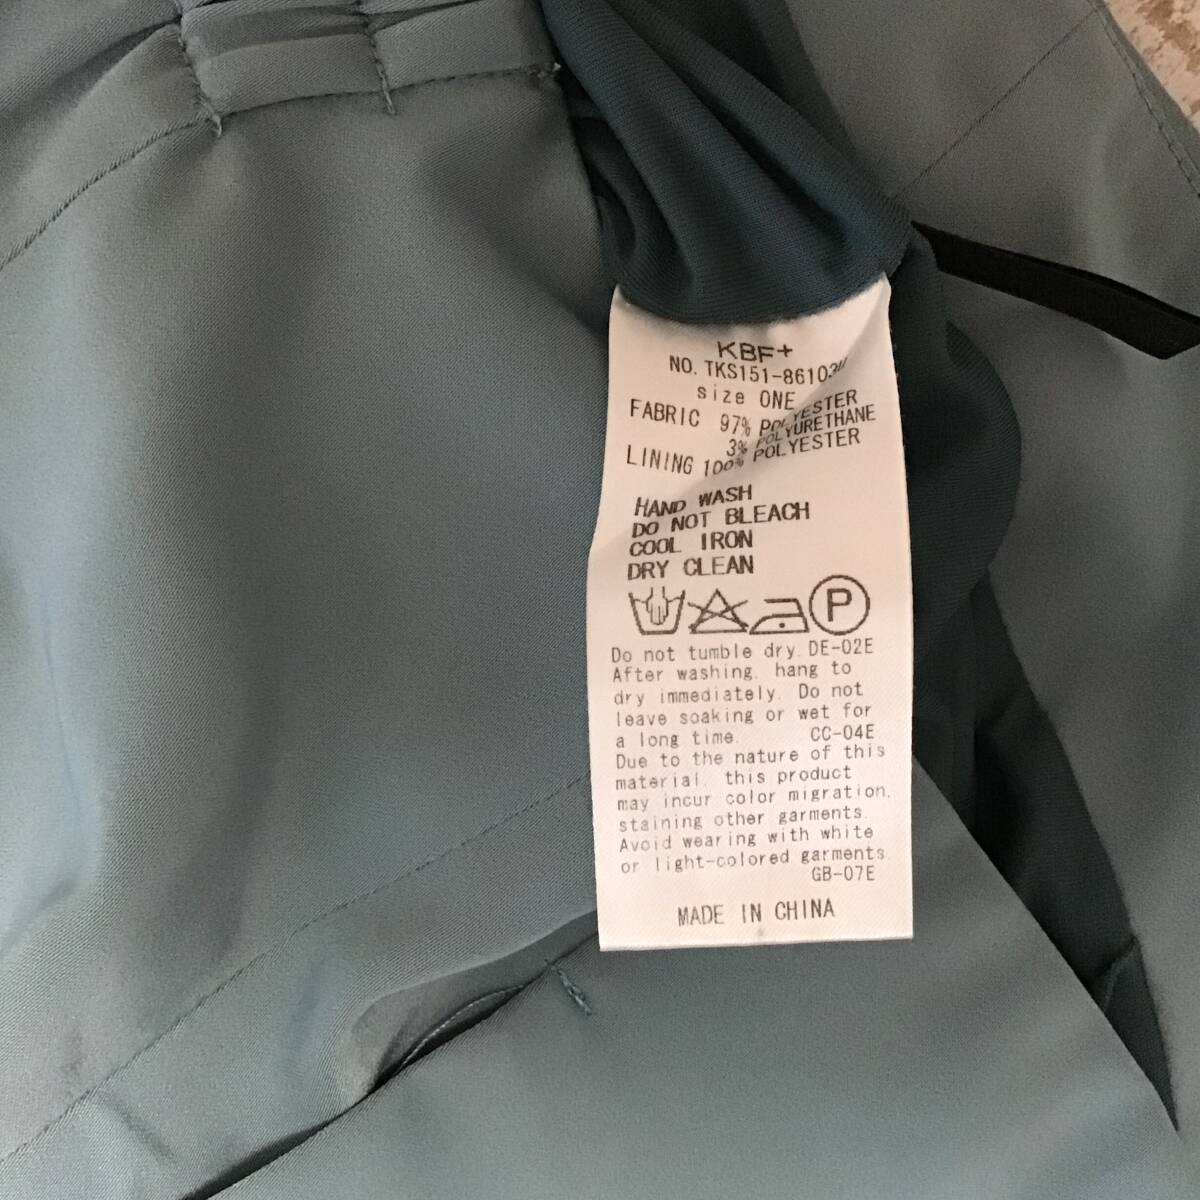 KBF+
NO. TKS151-86103
size ONE
FABRIC 97% POLYESTER
3% POLYURETHANE
LINING 100% POLYESTER
HAND WASH
DO NOT BLEACH
COOL IRON
DRY CLEAN
P
Do not tumble dry. DE-02E
After washing, hang to
dry immediately. Do not
leave soaking or wet for
a long time. CC-04E
Due to the nature of this
material, this product
may incur color migration,
staining other garments.
Avoid wearing with white
or light-colored garments.
GB-07E
MADE IN CHINA